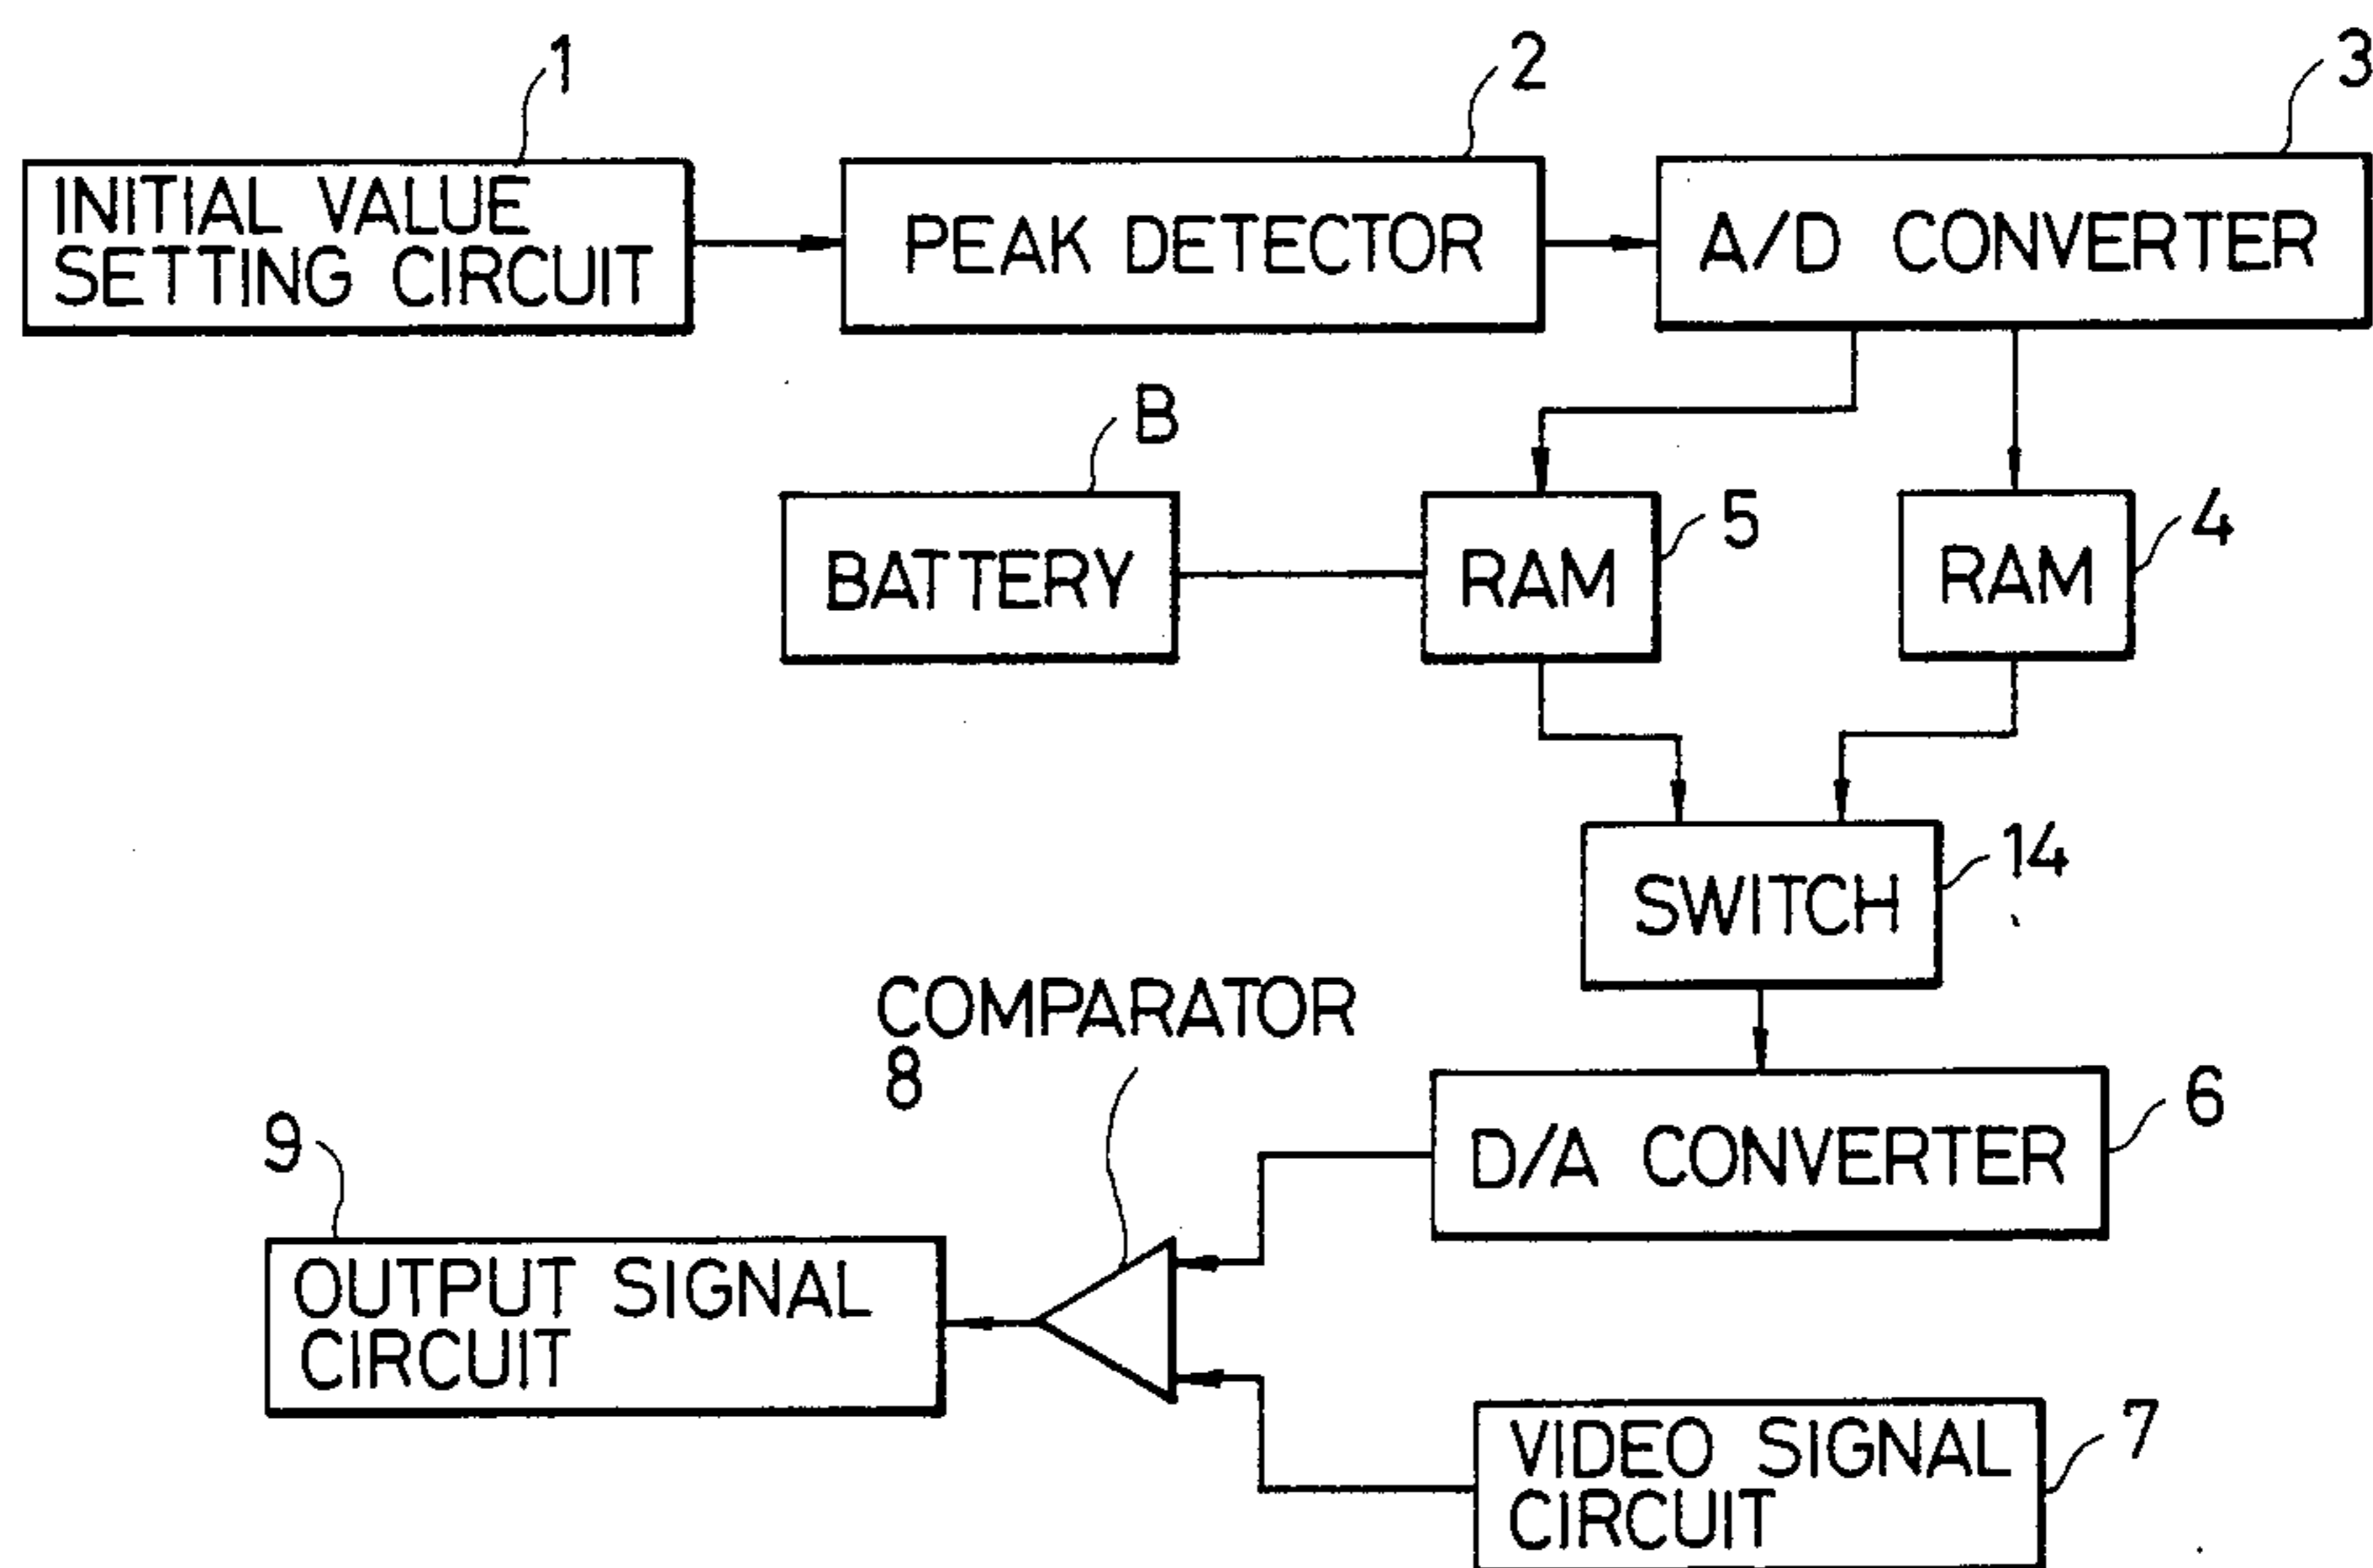 1
2
3
INITIAL VALUE
SETTING CIRCUIT
PEAK DETECTOR
A/D CONVERTER
B
BATTERY
RAM
5
RAM
4
SWITCH
14
COMPARATOR
8
D/A CONVERTER
6
9
OUTPUT SIGNAL
CIRCUIT
VIDEO SIGNAL
CIRCUIT
7